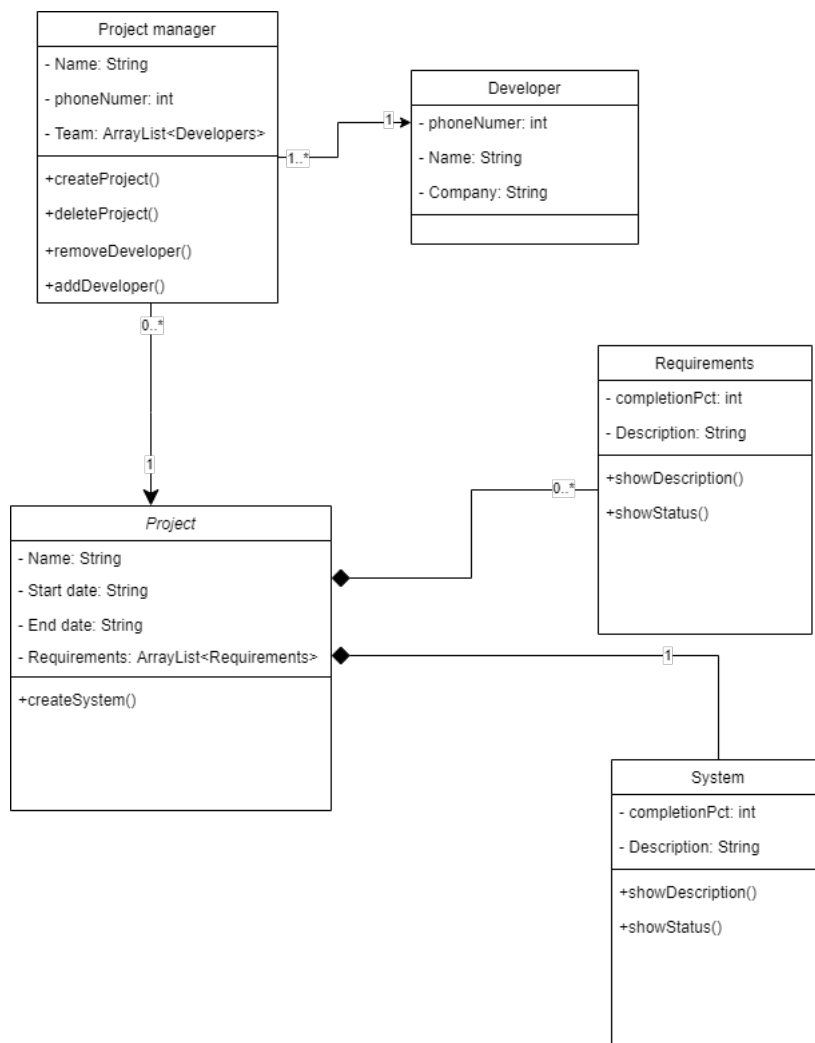 Project manager
- Name: String
- phoneNumer: int
- Team: ArrayList<Developers>
+createProject()
+deleteProject()
+removeDeveloper()
+addDeveloper()
1..*
1
Developer
- phoneNumer: int
- Name: String
- Company: String
0..*
1
Project
- Name: String
- Start date: String
- End date: String
- Requirements: ArrayList<Requirements>
+createSystem()
0..*
Requirements
- completionPct: int
- Description: String
+showDescription()
+showStatus()
1
System
- completionPct: int
- Description: String
+showDescription()
+showStatus()